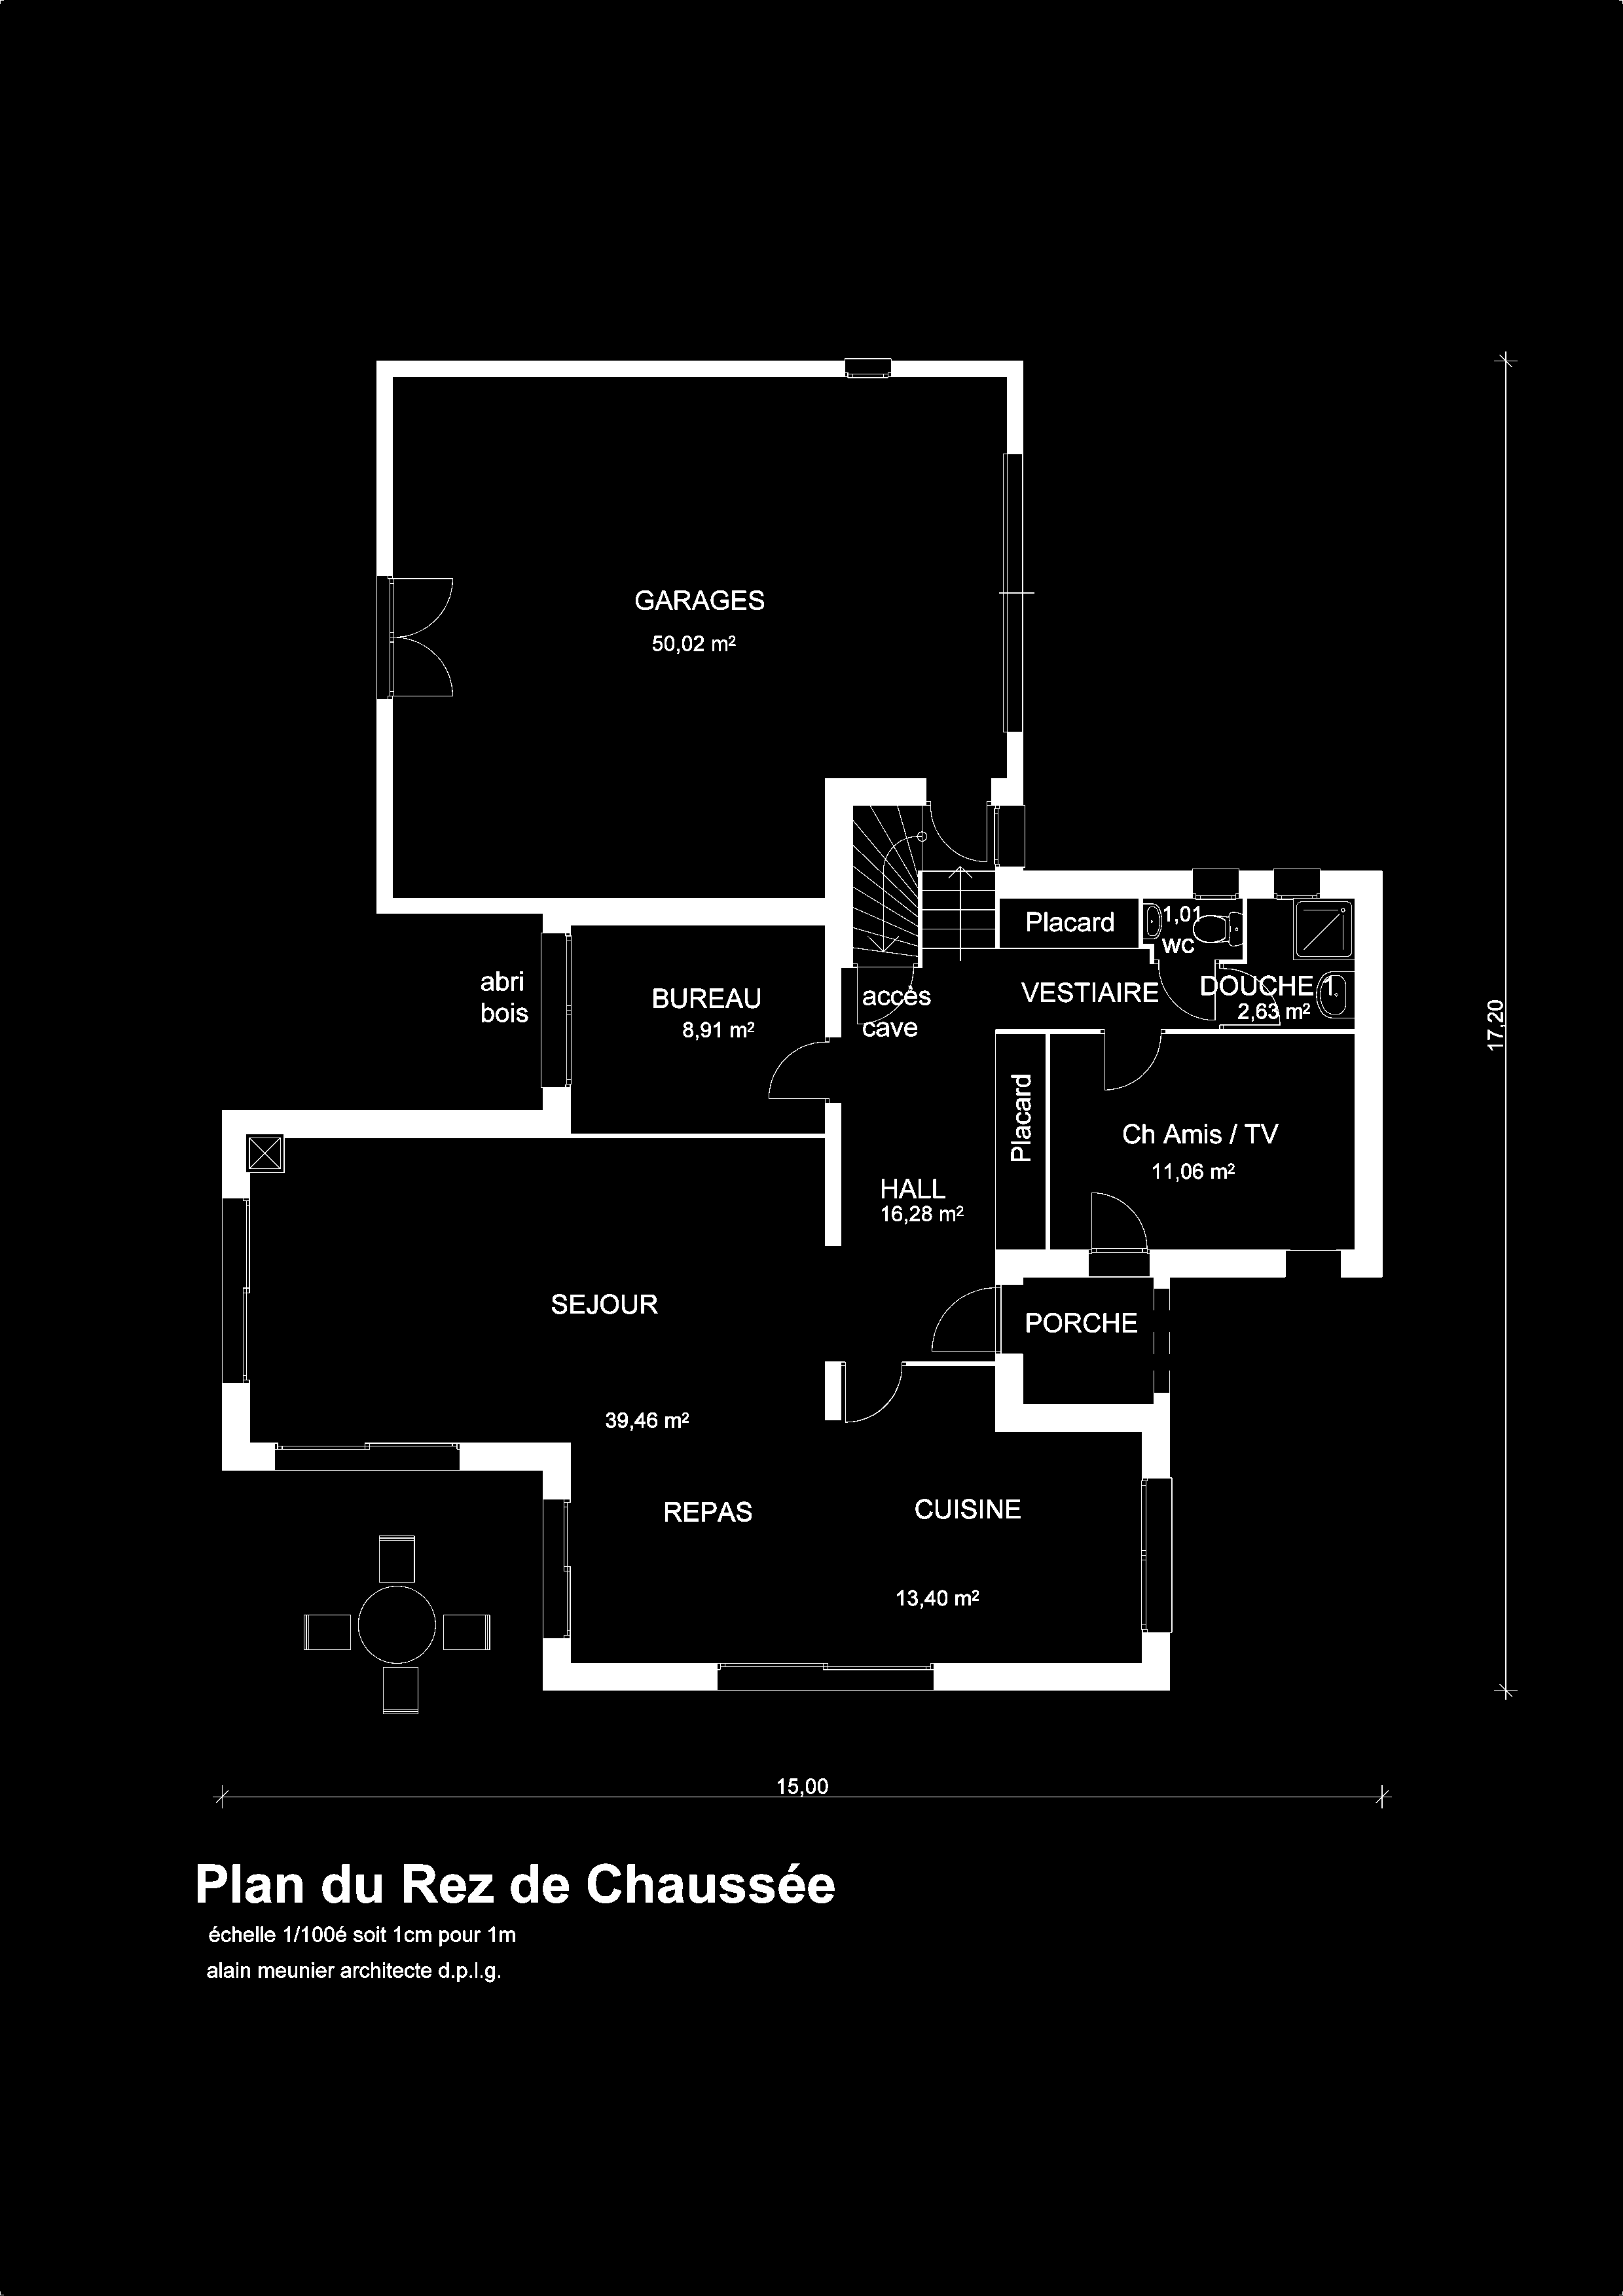 GARAGES
50,02 m²
Placard
1,01
WC
abri
bois
BUREAU
8,91 m²
accès
cave
VESTIAIRE
DOUCHE 1
2,63 m²
17,20
Placard
Ch Amis / TV
11,06 m²
HALL
16,28 m²
SEJOUR
PORCHE
39,46 m²
REPAS
CUISINE
13,40 m²
15,00
Plan du Rez de Chaussée
échelle 1/100é soit 1cm pour 1m
alain meunier architecte d.p.l.g.